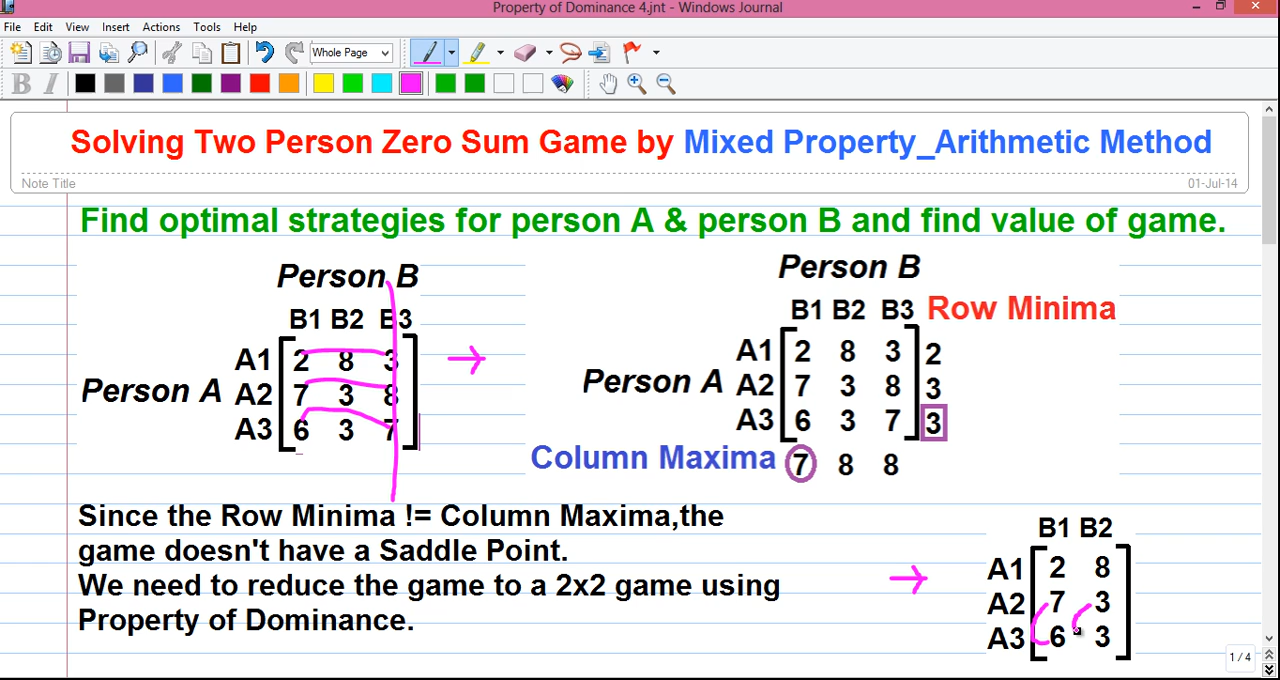 Property of Dominance 4.jnt - Windows Journal
File Edit View Insert Actions Tools Help
Whole Page
B I
Solving Two Person Zero Sum Game by Mixed Property_Arithmetic Method
Note Title
01-Jul-14
Find optimal strategies for person A & person B and find value of game.
Person B
B1 B2 B3
A1 2 8 3
Person A A2 7 3 8
A3 6 3 7
Person B
B1 B2 B3 Row Minima
A1 2 8 3 2
Person A A2 7 3 8 3
A3 6 3 7 3
Column Maxima 7 8 8
Since the Row Minima != Column Maxima,the
game doesn't have a Saddle Point.
We need to reduce the game to a 2x2 game using
Property of Dominance.
B1 B2
A1 2 8
A2 7 3
A3 6 3
1 / 4